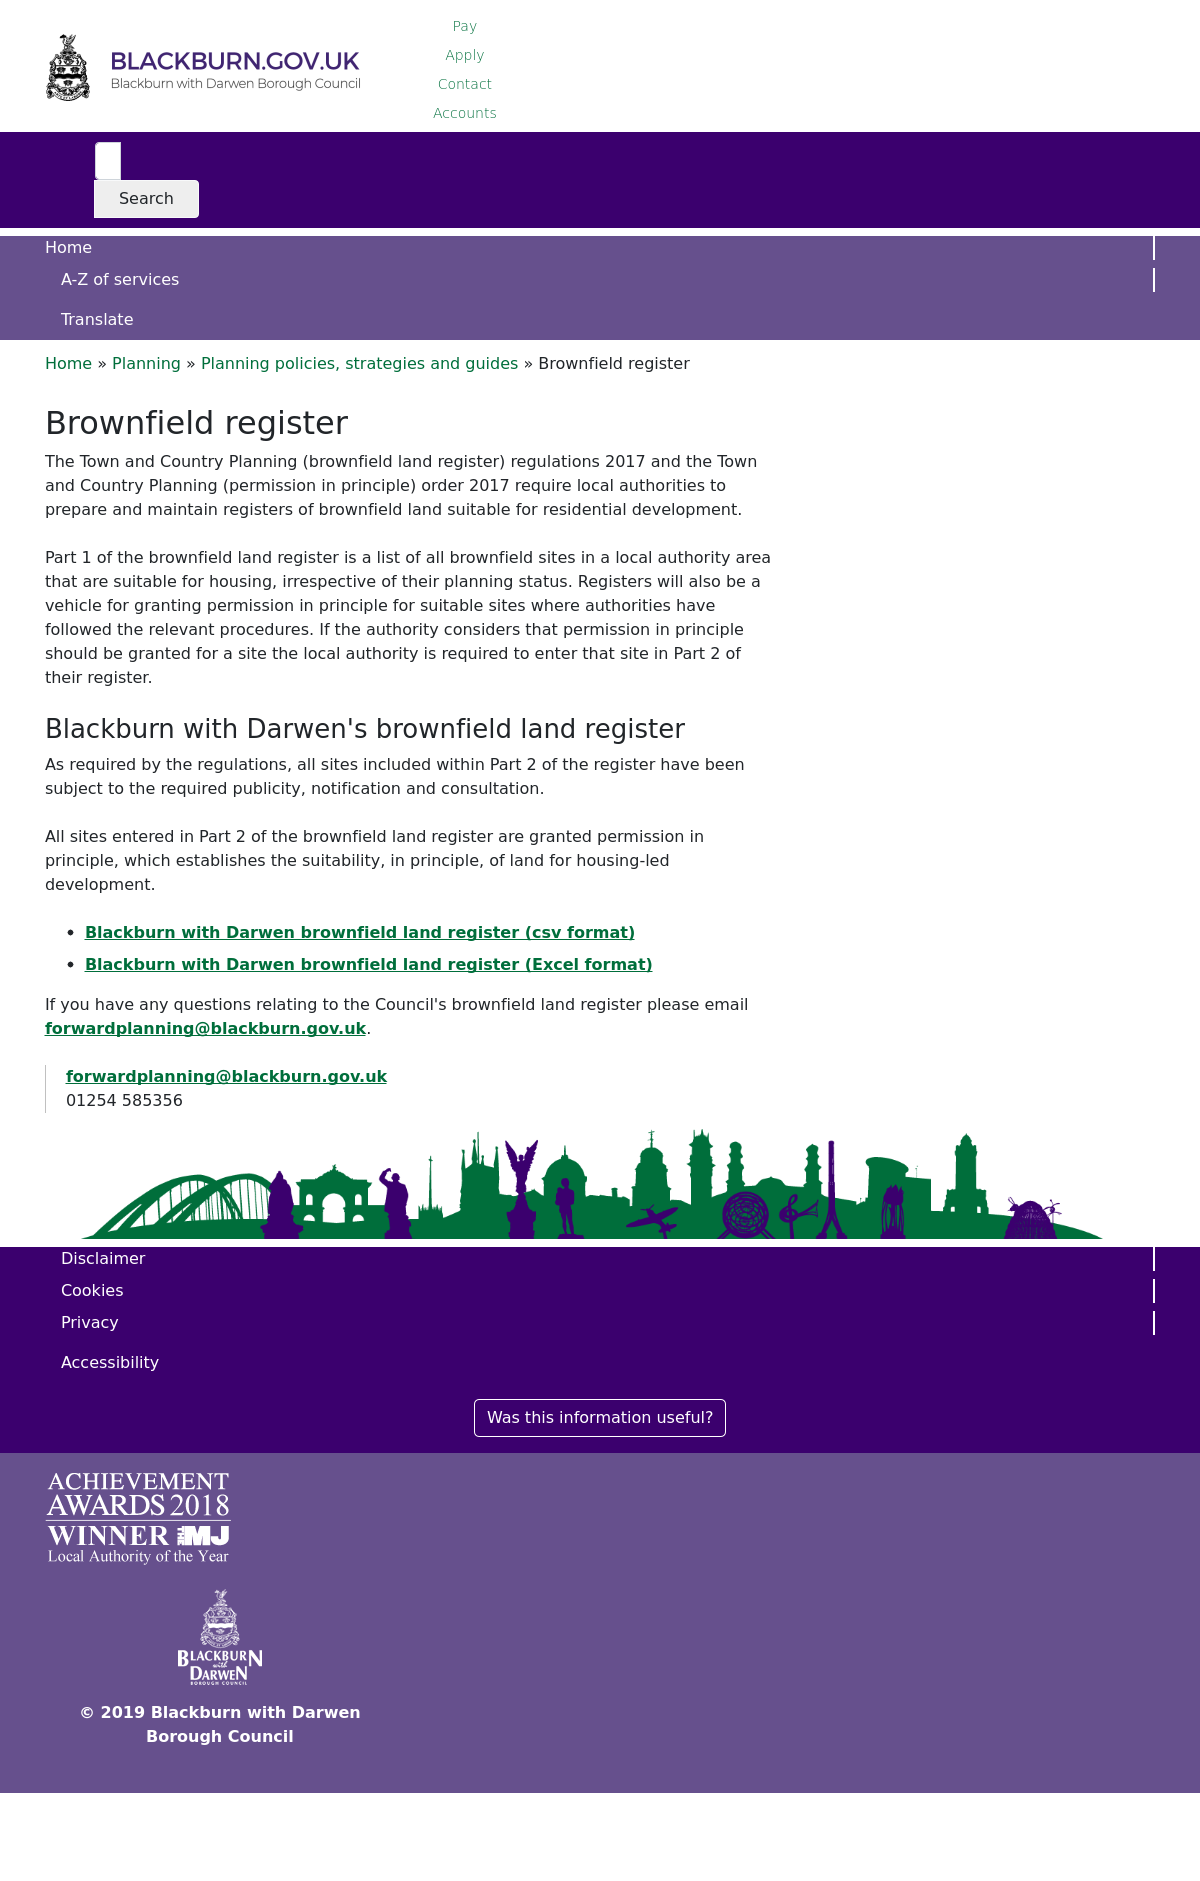 BLACKBURN.GOV.UK
Blackburn with Darwen Borough Council
Pay
Apply
Contact
Accounts
Search
Home
A-Z of services
Translate
Home » Planning » Planning policies, strategies and guides » Brownfield register
Brownfield register
The Town and Country Planning (brownfield land register) regulations 2017 and the Town
and Country Planning (permission in principle) order 2017 require local authorities to
prepare and maintain registers of brownfield land suitable for residential development.
Part 1 of the brownfield land register is a list of all brownfield sites in a local authority area
that are suitable for housing, irrespective of their planning status. Registers will also be a
vehicle for granting permission in principle for suitable sites where authorities have
followed the relevant procedures. If the authority considers that permission in principle
should be granted for a site the local authority is required to enter that site in Part 2 of
their register.
Blackburn with Darwen's brownfield land register
As required by the regulations, all sites included within Part 2 of the register have been
subject to the required publicity, notification and consultation.
All sites entered in Part 2 of the brownfield land register are granted permission in
principle, which establishes the suitability, in principle, of land for housing-led
development.
• Blackburn with Darwen brownfield land register (csv format)
• Blackburn with Darwen brownfield land register (Excel format)
If you have any questions relating to the Council's brownfield land register please email
forwardplanning@blackburn.gov.uk.
forwardplanning@blackburn.gov.uk
01254 585356
Disclaimer
Cookies
Privacy
Accessibility
Was this information useful?
ACHIEVEMENT
AWARDS 2018
WINNER THE MJ
Local Authority of the Year
BLACKBURN
with
DARWEN
BOROUGH COUNCIL
© 2019 Blackburn with Darwen
Borough Council